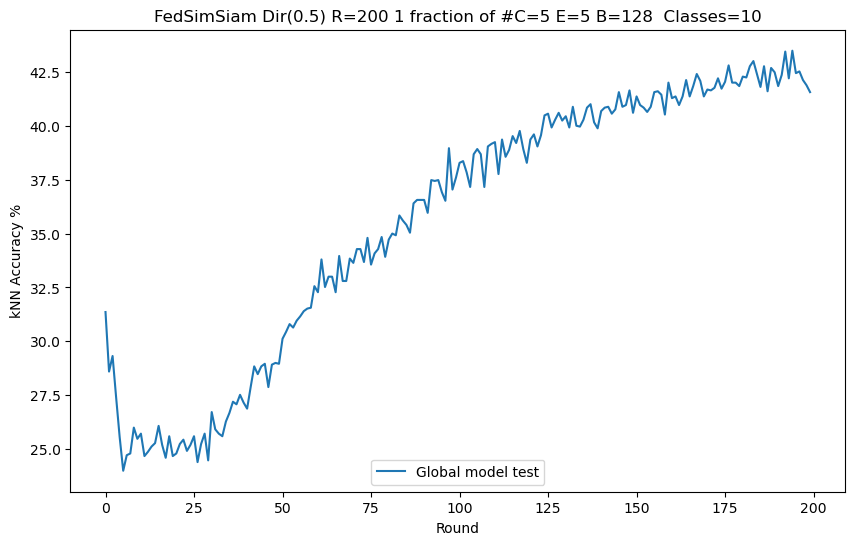 FedSimSiam Dir(0.5) R=200 1 fraction of #C=5 E=5 B=128  Classes=10
kNN Accuracy %
42.5
40.0
37.5
35.0
32.5
30.0
27.5
25.0
Global model test
0 25 50 75 100 125 150 175 200
Round